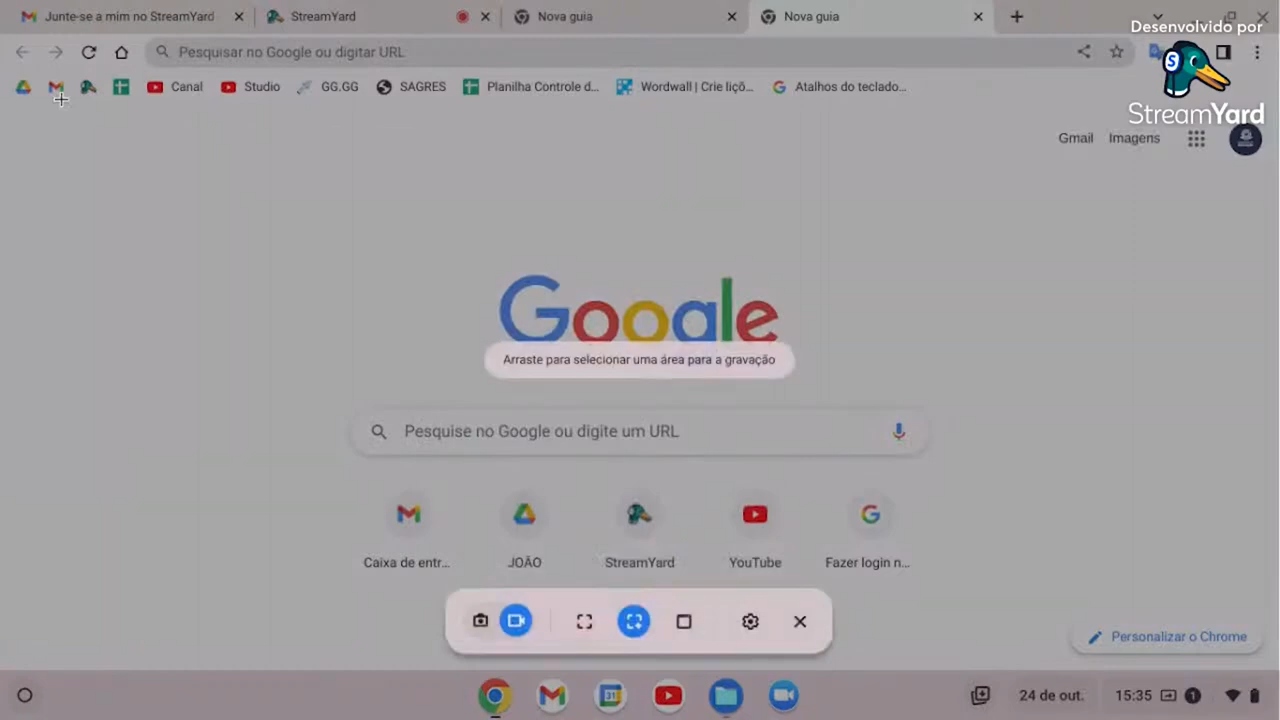 Junte-se a mim no StreamYard
StreamYard
Nova guia
Nova guia
Desenvolvido por
StreamYard
Pesquisar no Google ou digitar URL
Canal
Studio
GG.GG
SAGRES
Planilha Controle d...
Wordwall | Crie liçõ...
Atalhos do teclado...
Gmail
Imagens
Google
Arraste para selecionar uma área para a gravação
Pesquise no Google ou digite um URL
Caixa de entr...
JOÃO
StreamYard
YouTube
Fazer login n...
Personalizar o Chrome
31
24 de out.
15:35
1